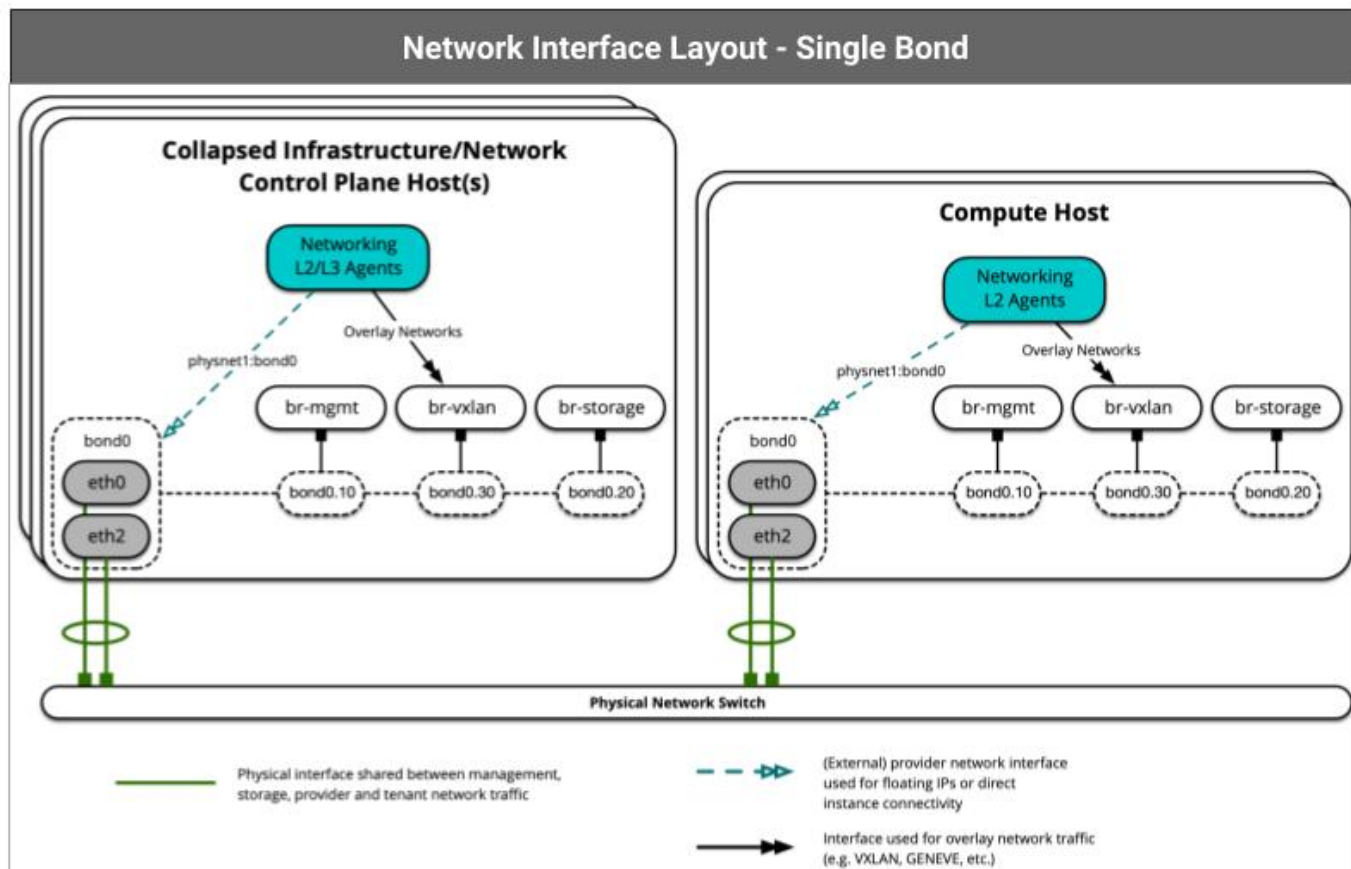 Network Interface Layout - Single Bond
Collapsed Infrastructure/Network
Control Plane Host(s)
Networking
L2/L3 Agents
Overlay Networks
physnet1:bond0
br-mgmt
br-vxlan
br-storage
bond0
eth0
eth2
bond0.10
bond0.30
bond0.20
Compute Host
Networking
L2 Agents
Overlay Networks
physnet1:bond0
br-mgmt
br-vxlan
br-storage
bond0
eth0
eth2
bond0.10
bond0.30
bond0.20
Physical Network Switch
Physical interface shared between management,
storage, provider and tenant network traffic
(External) provider network interface
used for floating IPs or direct
instance connectivity
Interface used for overlay network traffic
(e.g. VXLAN, GENEVE, etc.)